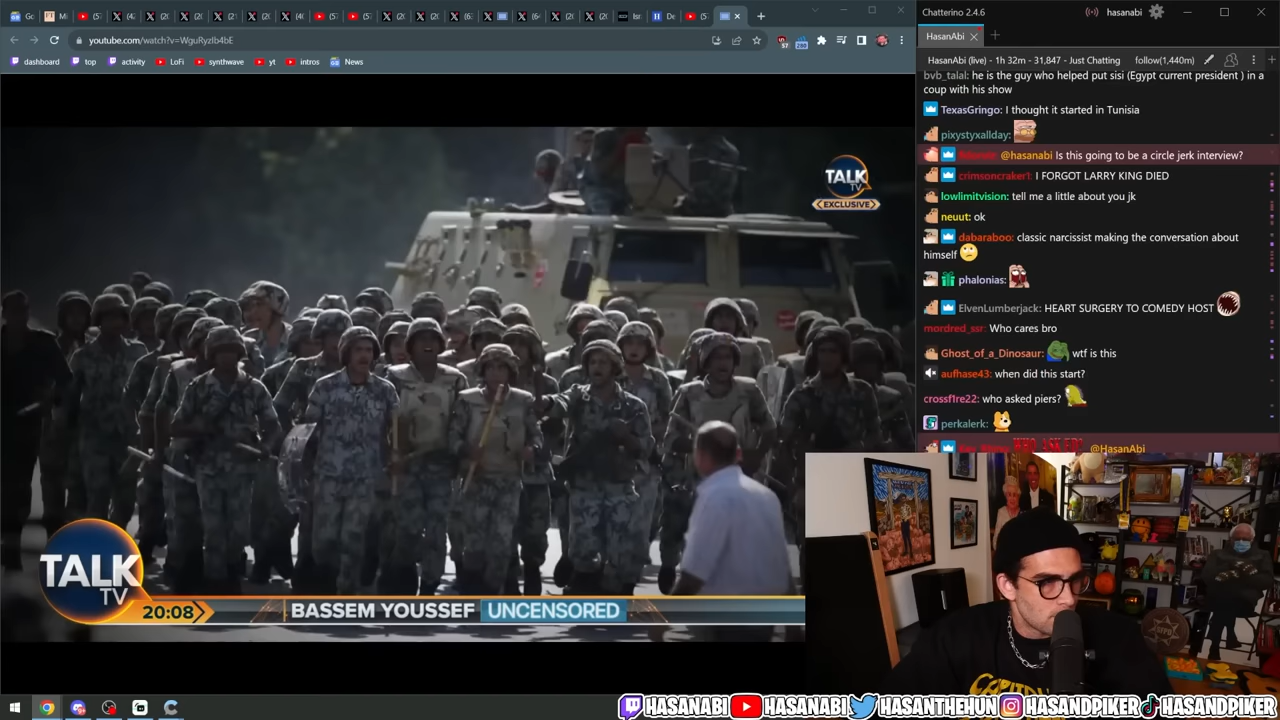 Chatterino 2.4.6
hasanabi
youtube.com/watch?v=WguRyzIb4bE
HasanAbi
dashboard
top
activity
LoFi
synthwave
yt
intros
News
HasanAbi (live) - 1h 32m - 31,847 - Just Chatting
follow(1,440m)
bvb_talal: he is the guy who helped put sisi (Egypt current president ) in a
coup with his show
TexasGringo: I thought it started in Tunisia
pixystyxallday:
@hasanabi Is this going to be a circle jerk interview?
crimsoncraker1: I FORGOT LARRY KING DIED
lowlimitvision: tell me a little about you jk
neuut: ok
dabaraboo: classic narcissist making the conversation about
himself
phalonias:
ElvenLumberjack: HEART SURGERY TO COMEDY HOST
mordred_ssr: Who cares bro
Ghost_of_a_Dinosaur: wtf is this
aufhase43: when did this start?
crossf1re22: who asked piers?
perkalerk:
@HasanAbi
TALK
TV
EXCLUSIVE
TALK
TV
20:08
BASSEM YOUSSEF UNCENSORED
HASANABI
HASANABI
HASANTHEHUN
HASANDPIKER
HASANDPIKER